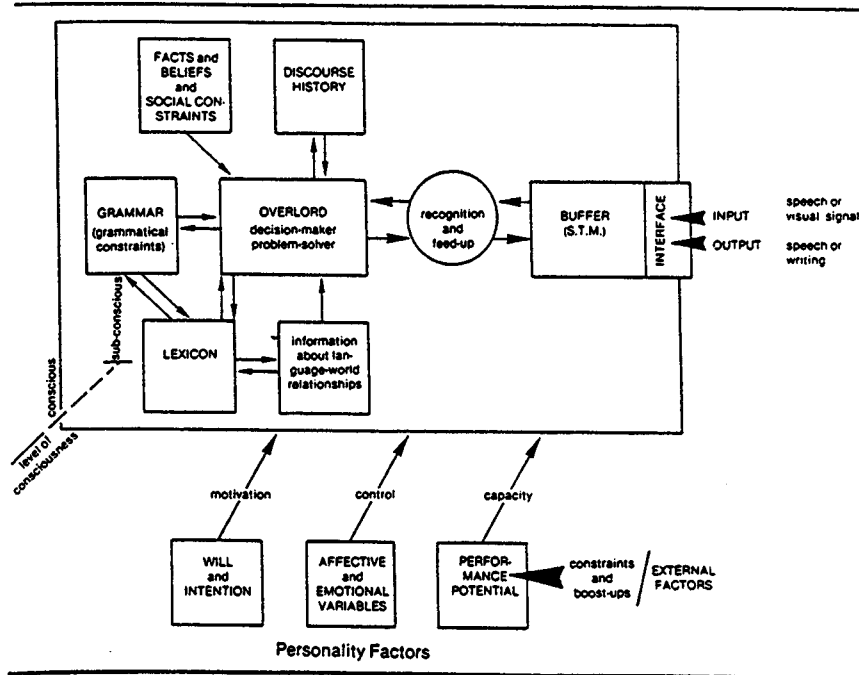 FACTS and
BELIEFS
and
SOCIAL CON-
STRAINTS
DISCOURSE
HISTORY
GRAMMAR
(grammatical
constraints)
OVERLORD
decision-maker
problem-solver
recognition
and
feed-up
BUFFER
(S.T.M.)
INTERFACE
INPUT
speech or
visual signal
OUTPUT
speech or
writing
sub-conscious
conscious
level of
consciousness
LEXICON
information
about lan-
guage-world
relationships
motivation
control
capacity
WILL
and
INTENTION
AFFECTIVE
and
EMOTIONAL
VARIABLES
PERFOR-
MANCE
POTENTIAL
constraints
and
boost-ups
EXTERNAL
FACTORS
Personality Factors